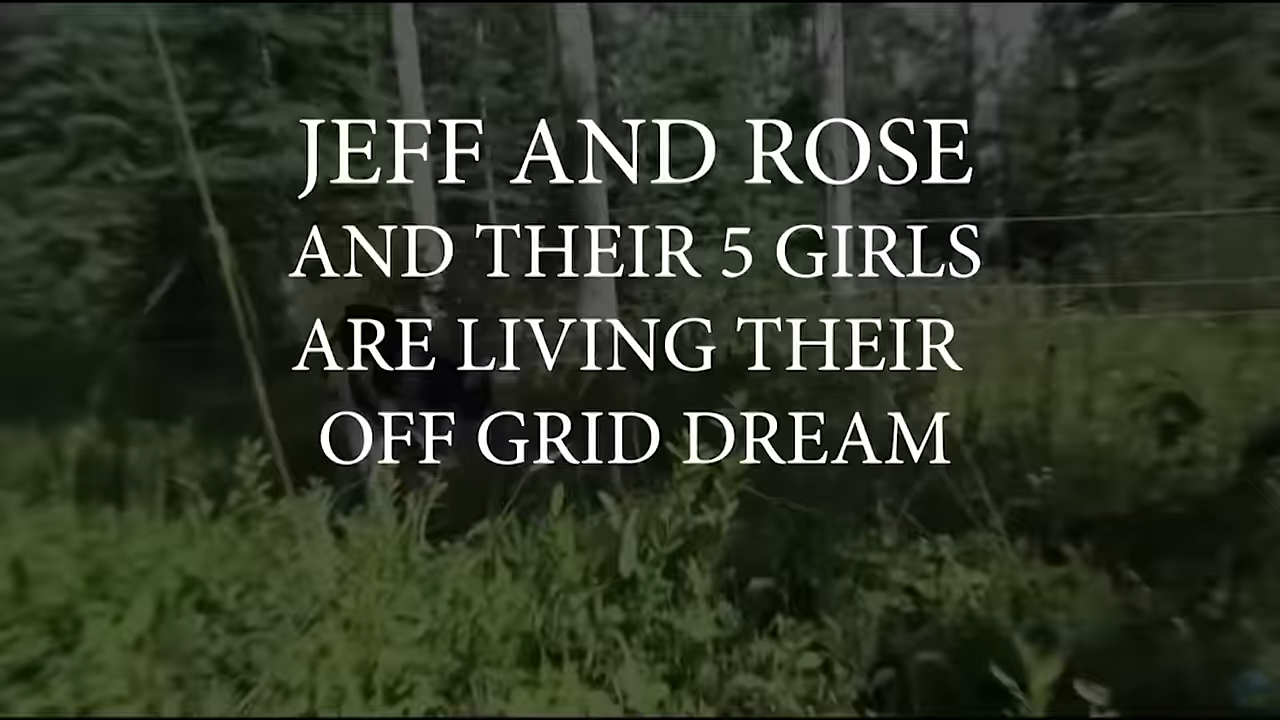 JEFF AND ROSE
AND THEIR 5 GIRLS
ARE LIVING THEIR
OFF GRID DREAM